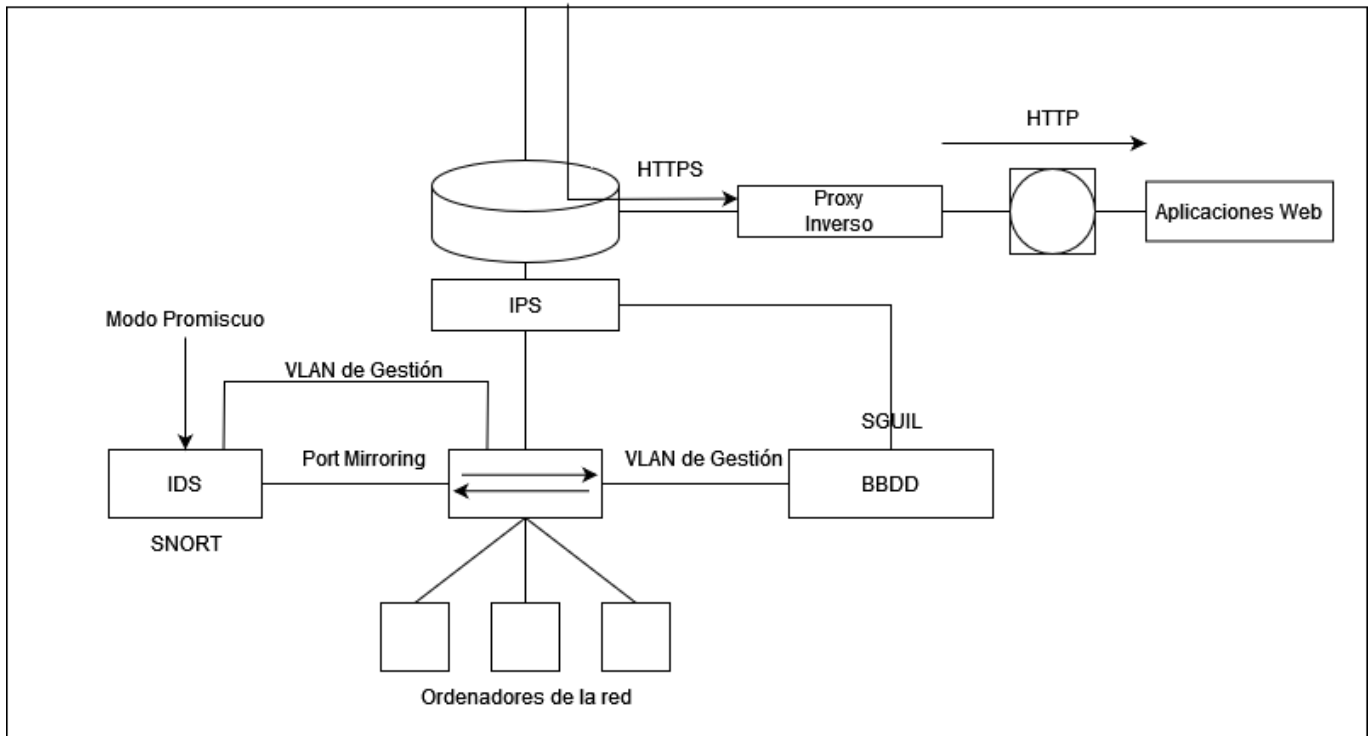 HTTP
HTTPS
Proxy
Inverso
Aplicaciones Web
IPS
Modo Promiscuo
VLAN de Gestión
SGUIL
IDS
Port Mirroring
VLAN de Gestión
BBDD
SNORT
Ordenadores de la red